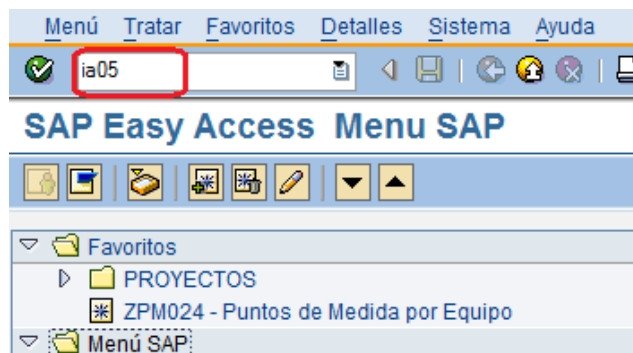 Menú Tratar Favoritos Detalles Sistema Ayuda
ia05
SAP Easy Access Menu SAP
Favoritos
PROYECTOS
ZPM024 - Puntos de Medida por Equipo
Menú SAP